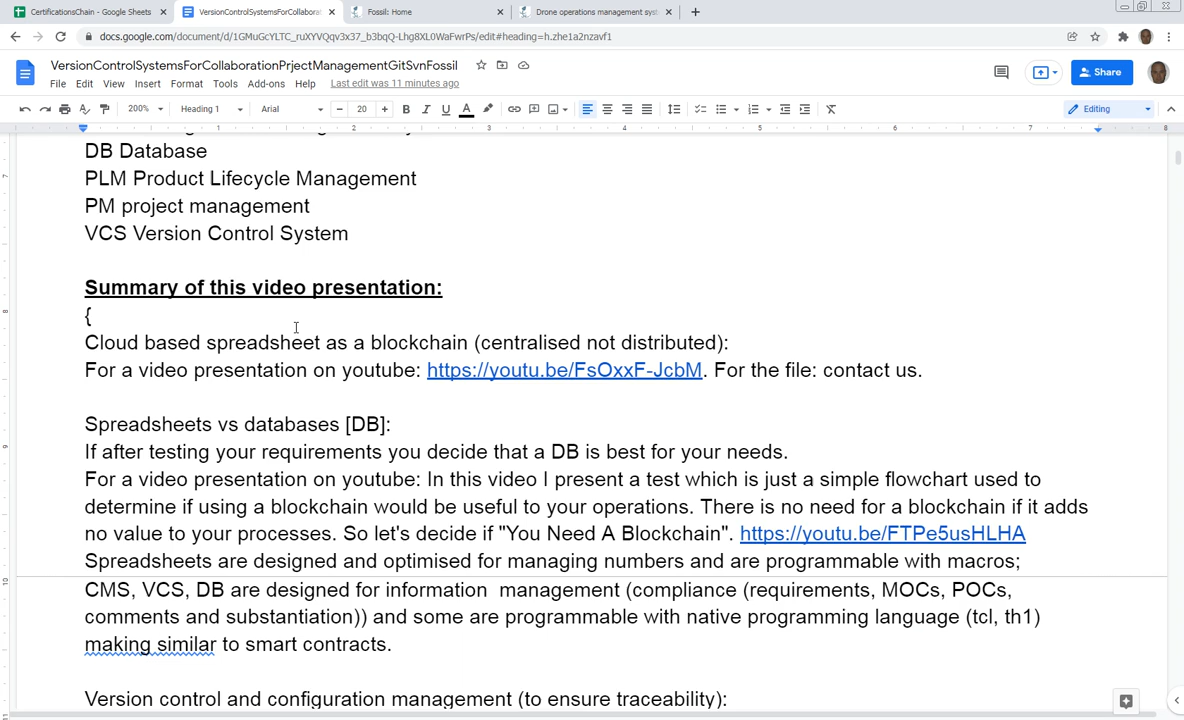 CertificationsChain - Google Sheets
VersionControlSystemsForCollabora
Fossil: Home
Drone operations management syst
docs.google.com/document/d/1GMuGcYLTC_ruXYVQqv3x37_b3bqQ-Lhg8XL0WaFwrPs/edit#heading=h.zhe1a2nzavf1
VersionControlSystemsForCollaborationPrjectManagementGitSvnFossil
File Edit View Insert Format Tools Add-ons Help Last edit was 11 minutes ago
Share
200% Heading 1 Arial 20 B I U A Editing
1 2 3 4 5 6 7 8
DB Database
PLM Product Lifecycle Management
PM project management
VCS Version Control System
Summary of this video presentation:
{
Cloud based spreadsheet as a blockchain (centralised not distributed):
For a video presentation on youtube: https://youtu.be/FsOxxF-JcbM. For the file: contact us.
Spreadsheets vs databases [DB]:
If after testing your requirements you decide that a DB is best for your needs.
For a video presentation on youtube: In this video I present a test which is just a simple flowchart used to
determine if using a blockchain would be useful to your operations. There is no need for a blockchain if it adds
no value to your processes. So let's decide if "You Need A Blockchain". https://youtu.be/FTPe5usHLHA
Spreadsheets are designed and optimised for managing numbers and are programmable with macros;
CMS, VCS, DB are designed for information  management (compliance (requirements, MOCs, POCs,
comments and substantiation)) and some are programmable with native programming language (tcl, th1)
making similar to smart contracts.
Version control and configuration management (to ensure traceability):